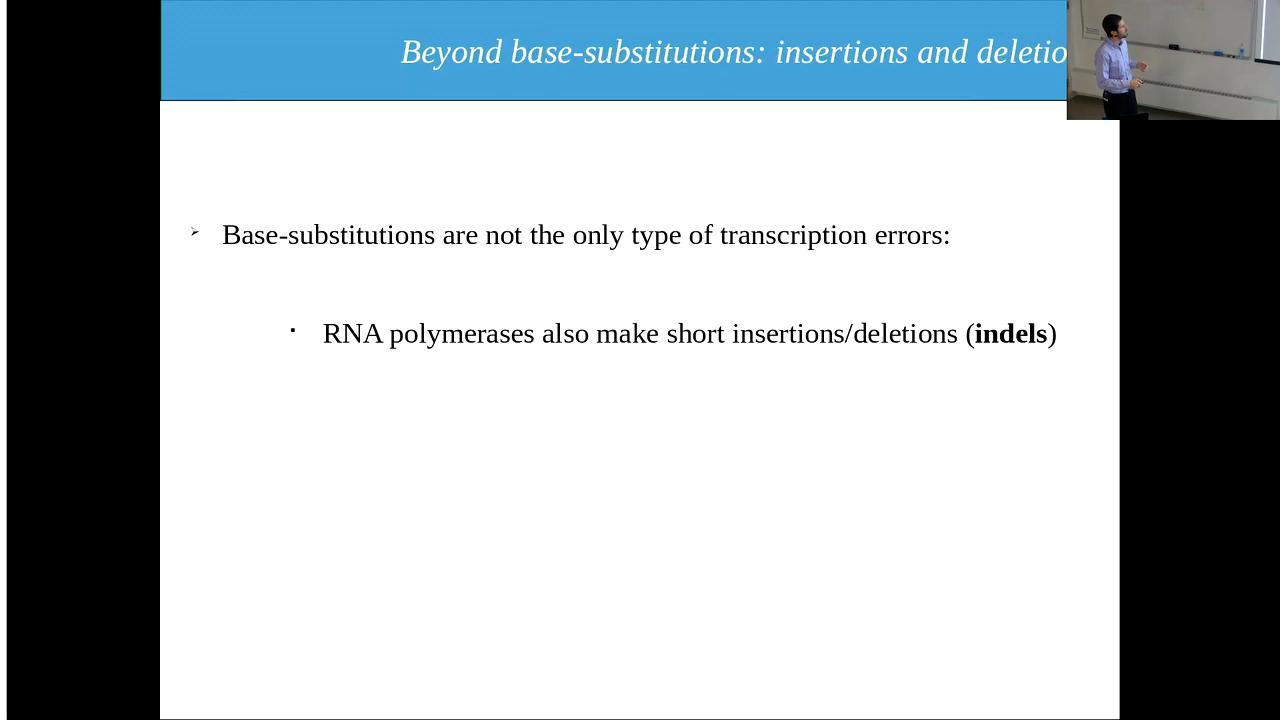 Beyond base-substitutions: insertions and deletio
Base-substitutions are not the only type of transcription errors:
RNA polymerases also make short insertions/deletions (indels)